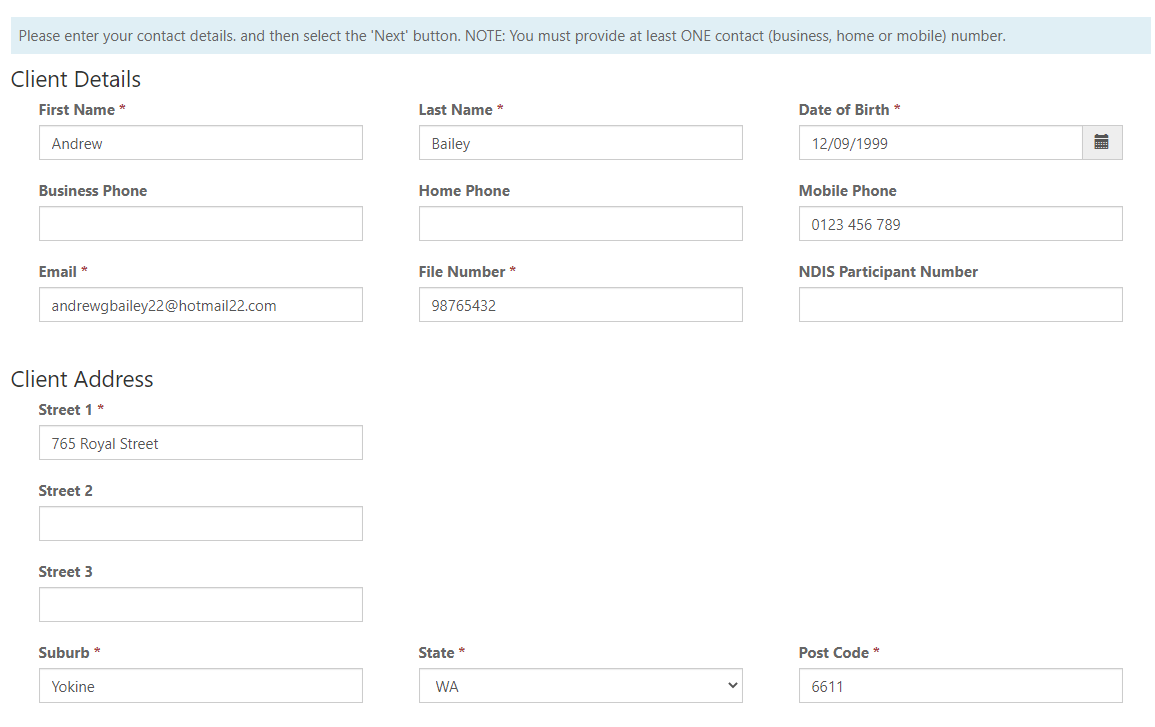 Please enter your contact details. and then select the 'Next' button. NOTE: You must provide at least ONE contact (business, home or mobile) number.
Client Details
First Name * Last Name * Date of Birth *
Andrew Bailey 12/09/1999
Business Phone Home Phone Mobile Phone
0123 456 789
Email * File Number * NDIS Participant Number
andrewgbailey22@hotmail22.com 98765432
Client Address
Street 1 *
765 Royal Street
Street 2
Street 3
Suburb * State * Post Code *
Yokine WA 6611